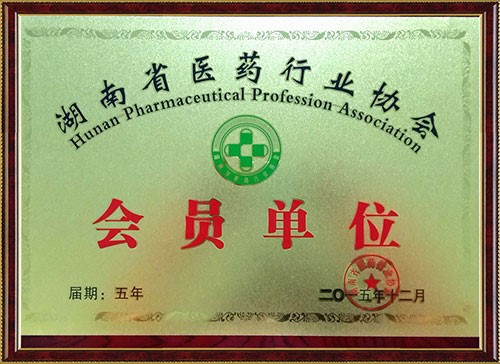 湖南省医药行业协会
Hunan Pharmaceutical Profession Association
会员单位
届期：五年
二〇一五年十二月